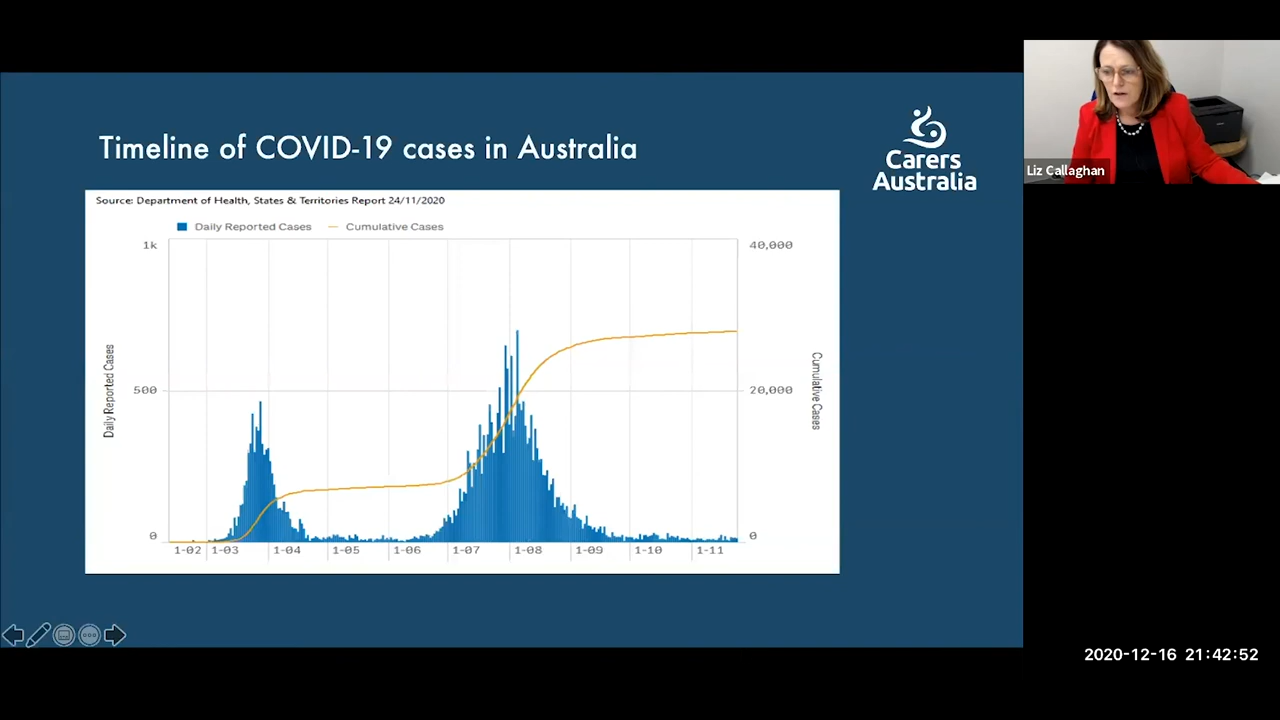 Timeline of COVID-19 cases in Australia
Carers
Australia
Liz Callaghan
Source: Department of Health, States & Territories Report 24/11/2020
Daily Reported Cases
Cumulative Cases
1k
40,000
500
20,000
0
0
Daily Reported Cases
Cumulative Cases
1-02
1-03
1-04
1-05
1-06
1-07
1-08
1-09
1-10
1-11
2020-12-16 21:42:52